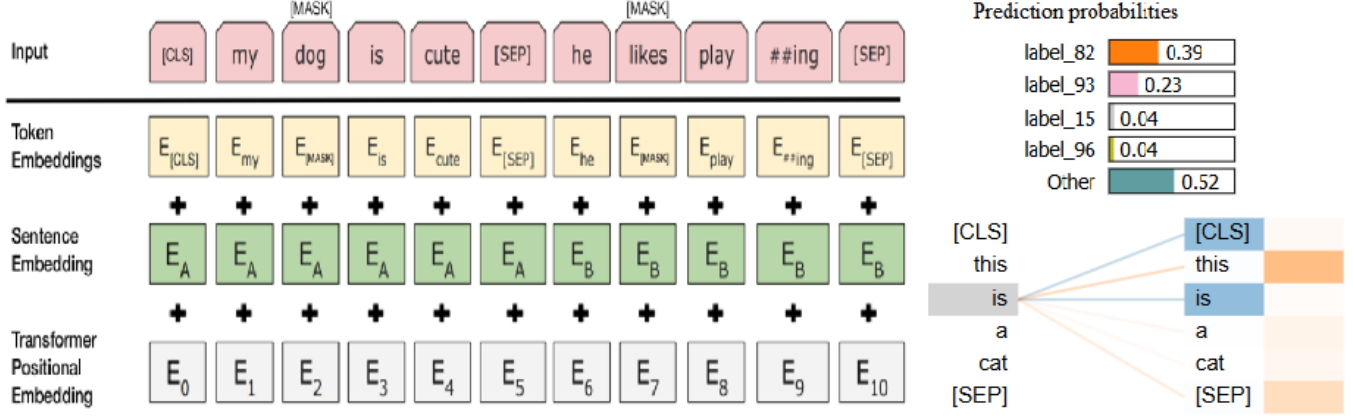 [MASK] [MASK]
Input [CLS] my dog is cute [SEP] he likes play ##ing [SEP]
Token
Embeddings
E[CLS] Emy E[MASK] Eis Ecute E[SEP] Ehe E[MASK] Eplay E##ing E[SEP]
+ + + + + + + + + + +
Sentence
Embedding
EA EA EA EA EA EA EB EB EB EB EB
+ + + + + + + + + + +
Transformer
Positional
Embedding
E0 E1 E2 E3 E4 E5 E6 E7 E8 E9 E10
Prediction probabilities
label_82 0.39
label_93 0.23
label_15 0.04
label_96 0.04
Other 0.52
[CLS] [CLS]
this this
is is
a a
cat cat
[SEP] [SEP]